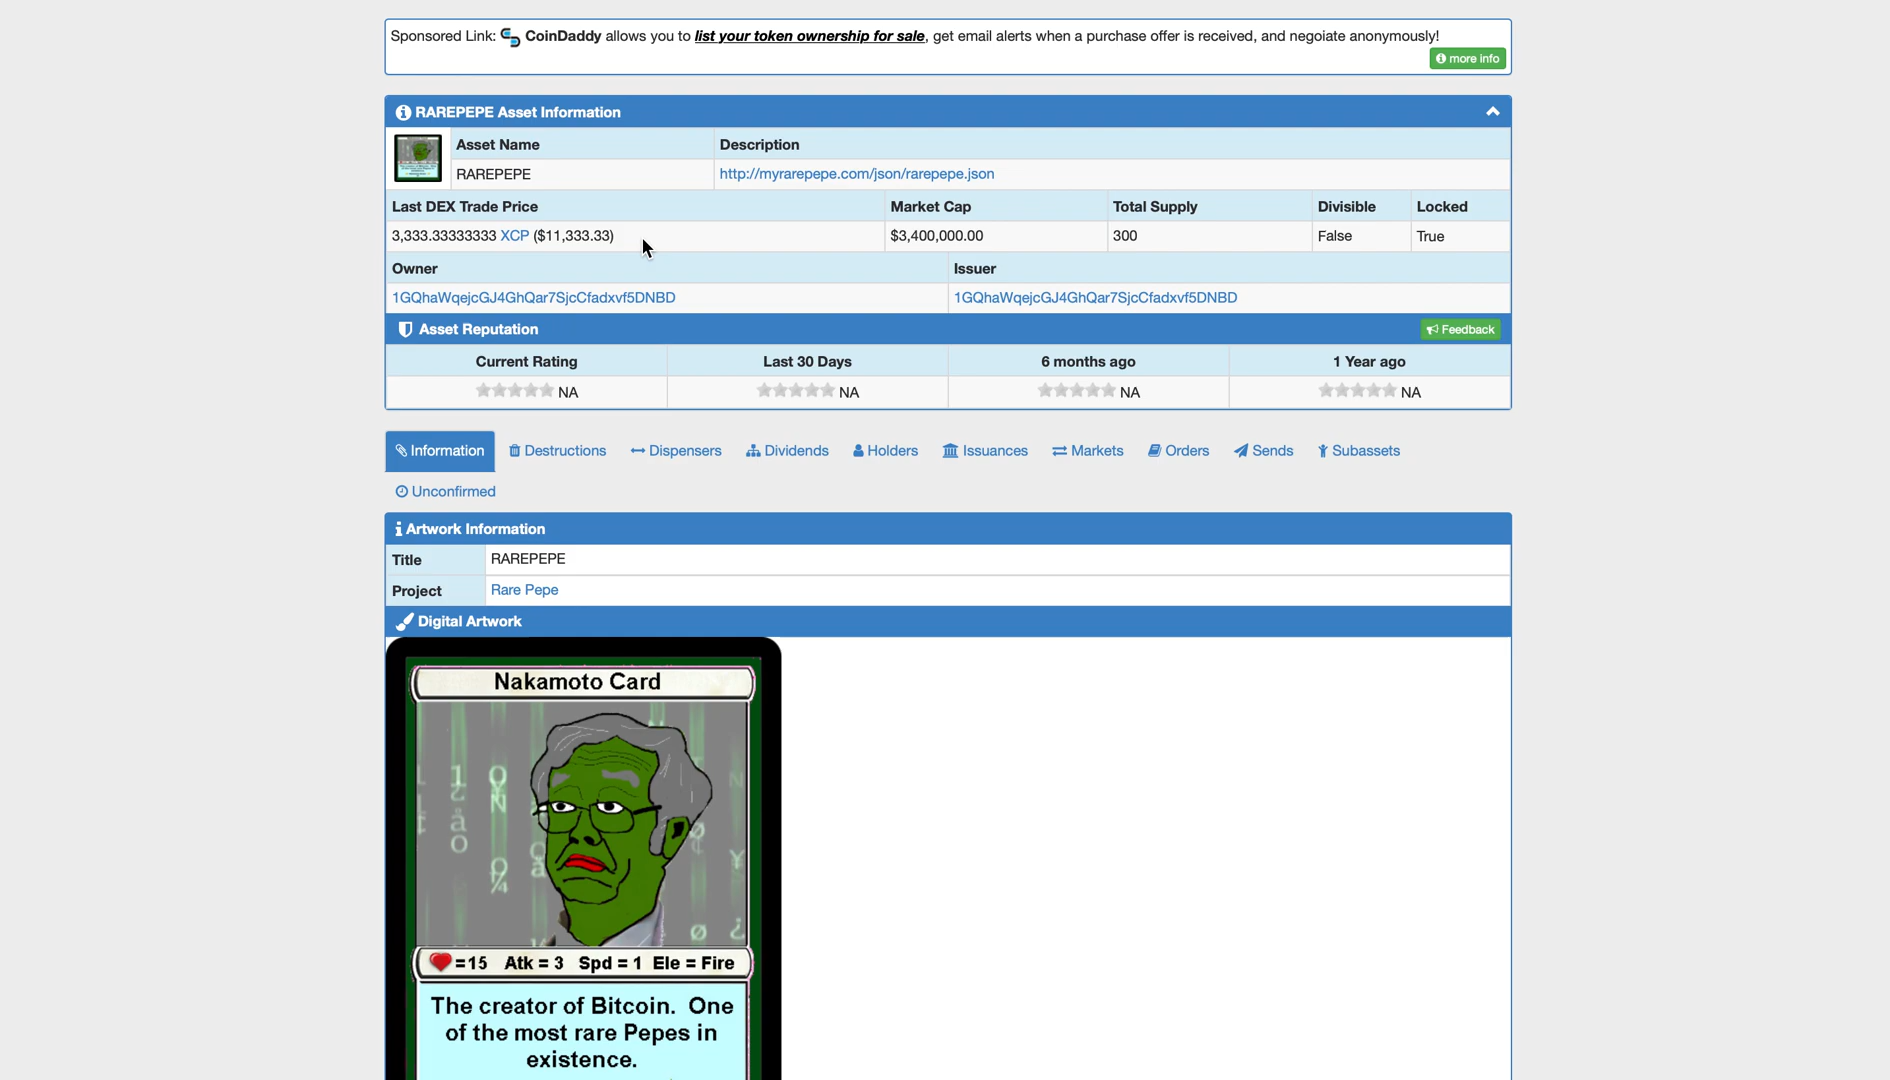 Sponsored Link: CoinDaddy allows you to list your token ownership for sale, get email alerts when a purchase offer is received, and negoiate anonymously!
more info
RAREPEPE Asset Information
Asset Name Description
RAREPEPE http://myrarepepe.com/json/rarepepe.json
Last DEX Trade Price Market Cap Total Supply Divisible Locked
3,333.33333333 XCP ($11,333.33) $3,400,000.00 300 False True
Owner Issuer
1GQhaWqejcGJ4GhQar7SjcCfadxvf5DNBD 1GQhaWqejcGJ4GhQar7SjcCfadxvf5DNBD
Asset Reputation Feedback
Current Rating Last 30 Days 6 months ago 1 Year ago
NA NA NA NA
Information Destructions Dispensers Dividends Holders Issuances Markets Orders Sends Subassets
Unconfirmed
Artwork Information
Title RAREPEPE
Project Rare Pepe
Digital Artwork
Nakamoto Card
=15 Atk = 3 Spd = 1 Ele = Fire
The creator of Bitcoin. One
of the most rare Pepes in
existence.